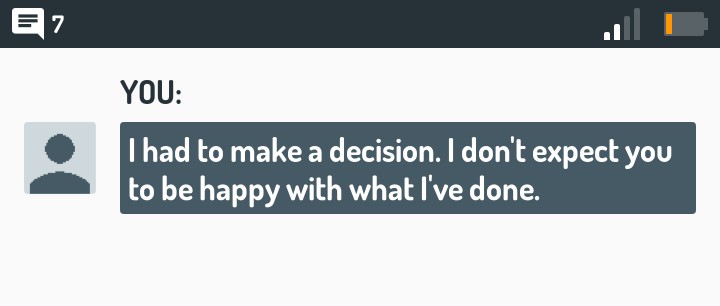 7
YOU:
I had to make a decision. I don't expect you
to be happy with what I've done.